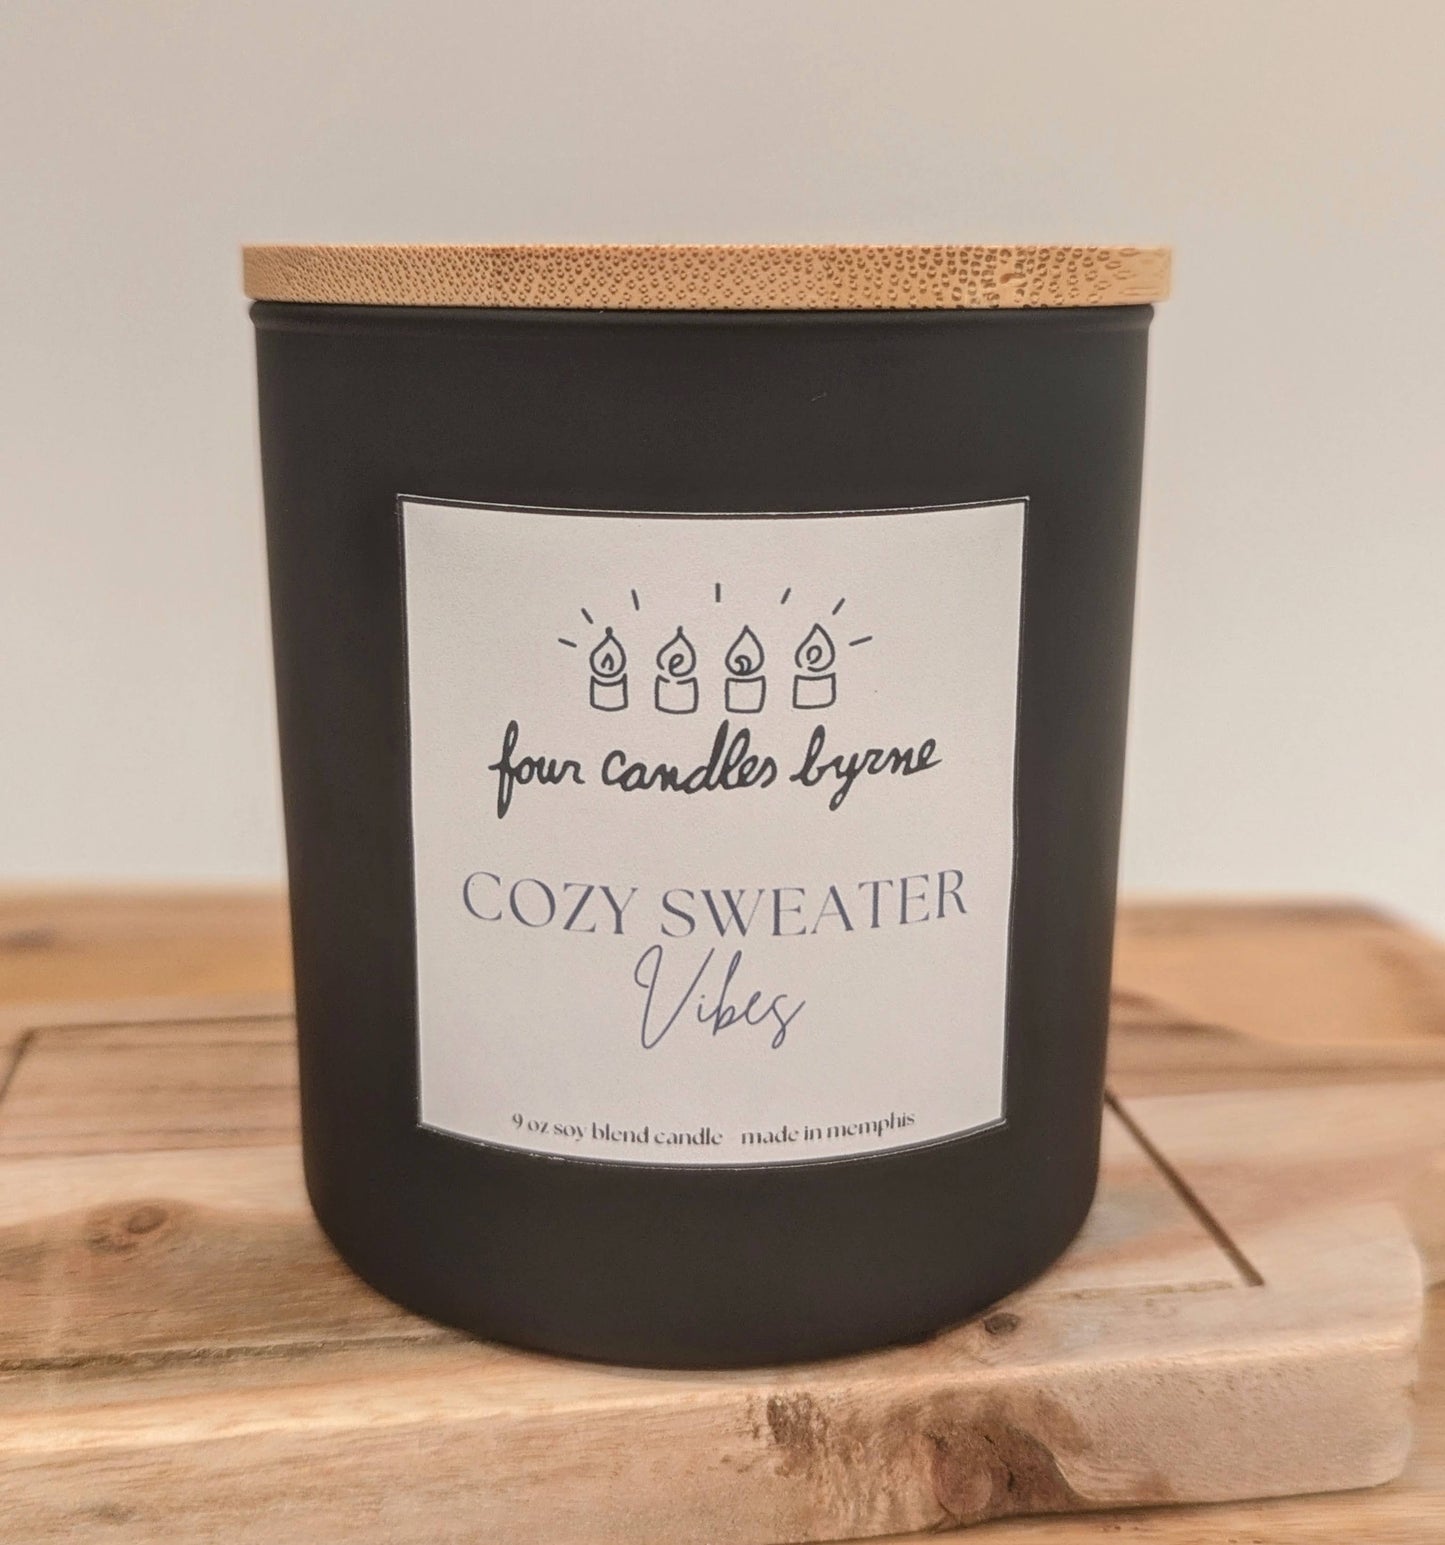 four candles byrne
COZY SWEATER
Vibes
9 oz soy blend candle made in memphis